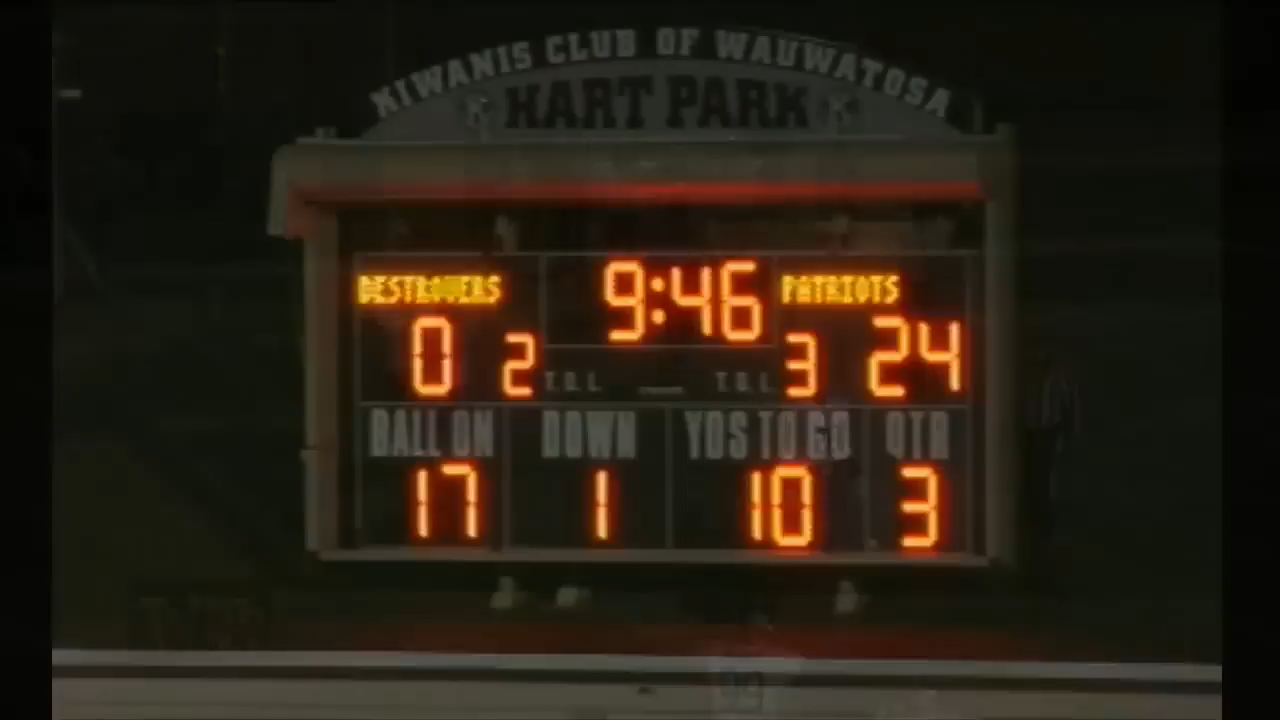 KIWANIS CLUB OF WAUWATOSA
HART PARK
DESTROYERS 9:46 PATRIOTS
0 2 T.O.L. T.O.L. 3 24
BALL ON DOWN YDS TO GO QTR
17 1 10 3